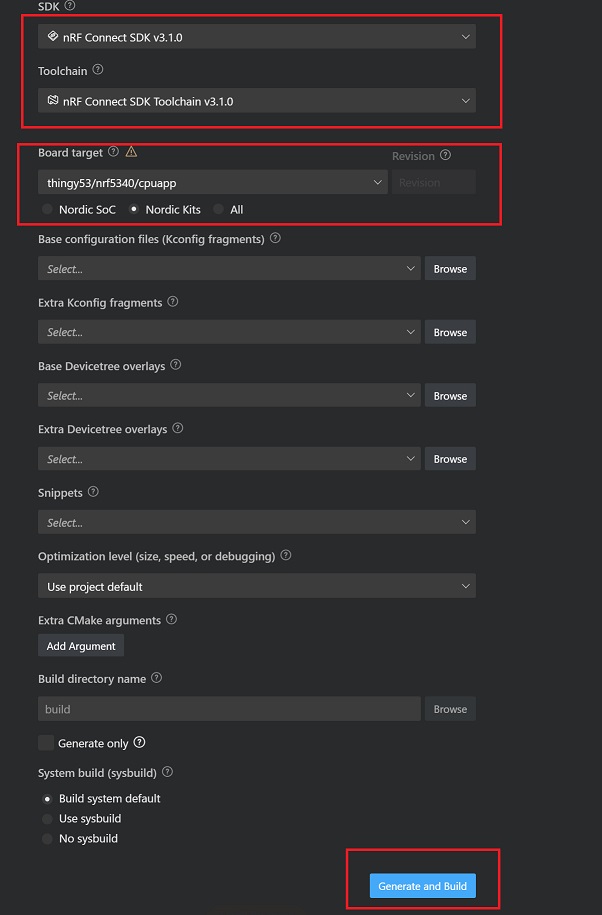 SDK
nRF Connect SDK v3.1.0
Toolchain
nRF Connect SDK Toolchain v3.1.0
Board target
Revision
thingy53/nrf5340/cpuapp
Revision
Nordic SoC Nordic Kits All
Base configuration files (Kconfig fragments)
Select... Browse
Extra Kconfig fragments
Select... Browse
Base Devicetree overlays
Select... Browse
Extra Devicetree overlays
Select... Browse
Snippets
Select...
Optimization level (size, speed, or debugging)
Use project default
Extra CMake arguments
Add Argument
Build directory name
build Browse
Generate only
System build (sysbuild)
Build system default
Use sysbuild
No sysbuild
Generate and Build